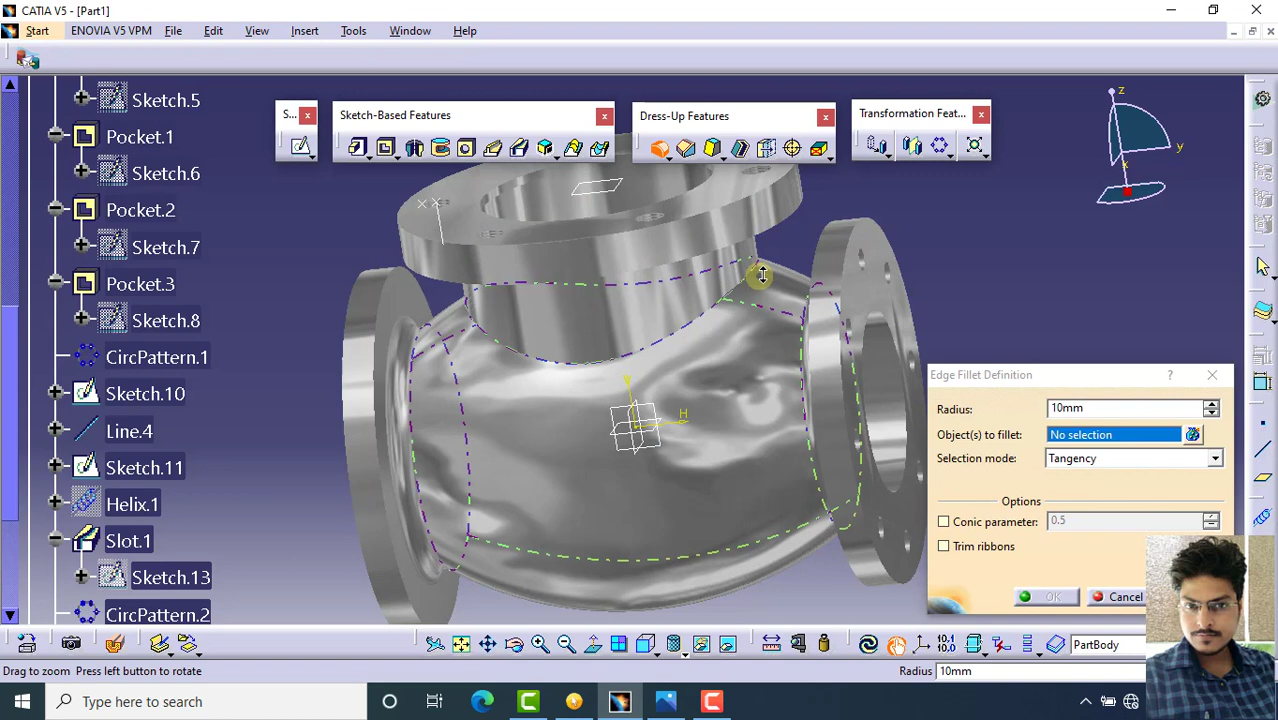 CATIA V5 - [Part1]
Start ENOVIA V5 VPM File Edit View Insert Tools Window Help
Sketch.5
Pocket.1
Sketch.6
Pocket.2
Sketch.7
Pocket.3
Sketch.8
CircPattern.1
Sketch.10
Line.4
Sketch.11
Helix.1
Slot.1
Sketch.13
CircPattern.2
S...
Sketch-Based Features
Dress-Up Features
Transformation Feat...
z
y
x
H
Edge Fillet Definition
Radius: 10mm
Object(s) to fillet: No selection
Selection mode: Tangency
Options
Conic parameter: 0.5
Trim ribbons
OK Cancel
10.1
10.0
PartBody
Drag to zoom Press left button to rotate
Radius 10mm
Type here to search